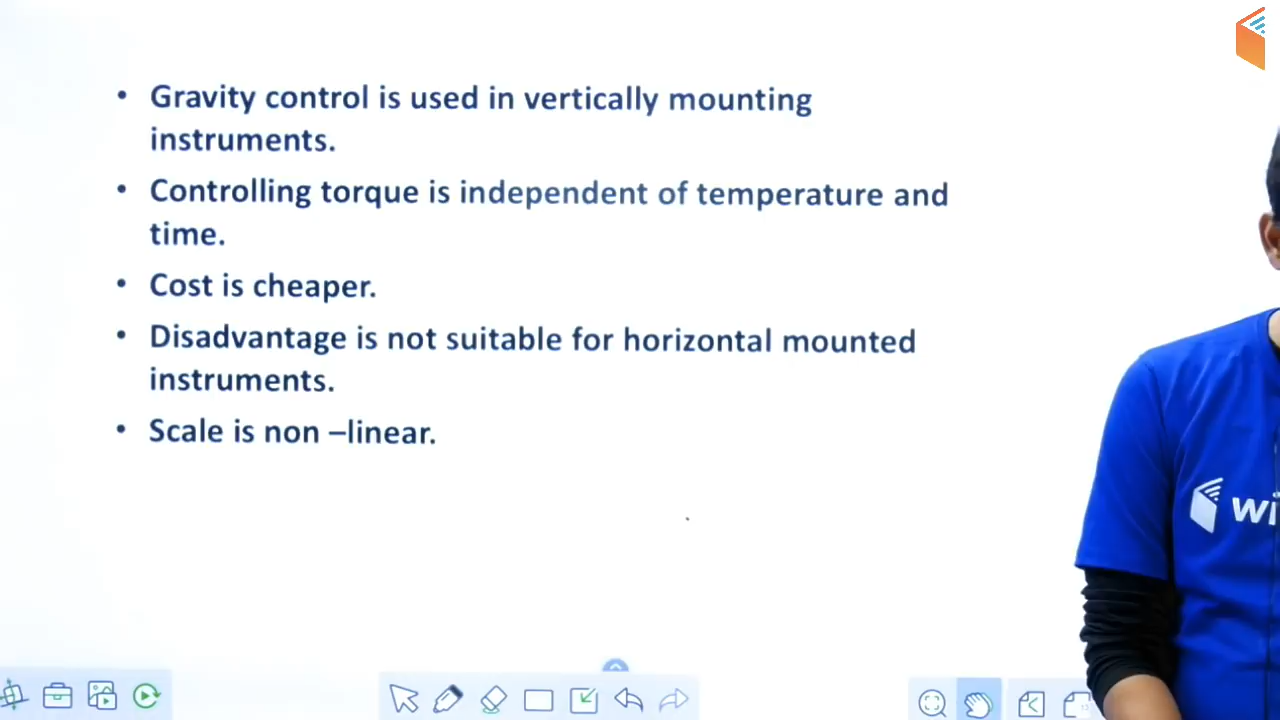 • Gravity control is used in vertically mounting
instruments.
• Controlling torque is independent of temperature and
time.
• Cost is cheaper.
• Disadvantage is not suitable for horizontal mounted
instruments.
• Scale is non –linear.
wi